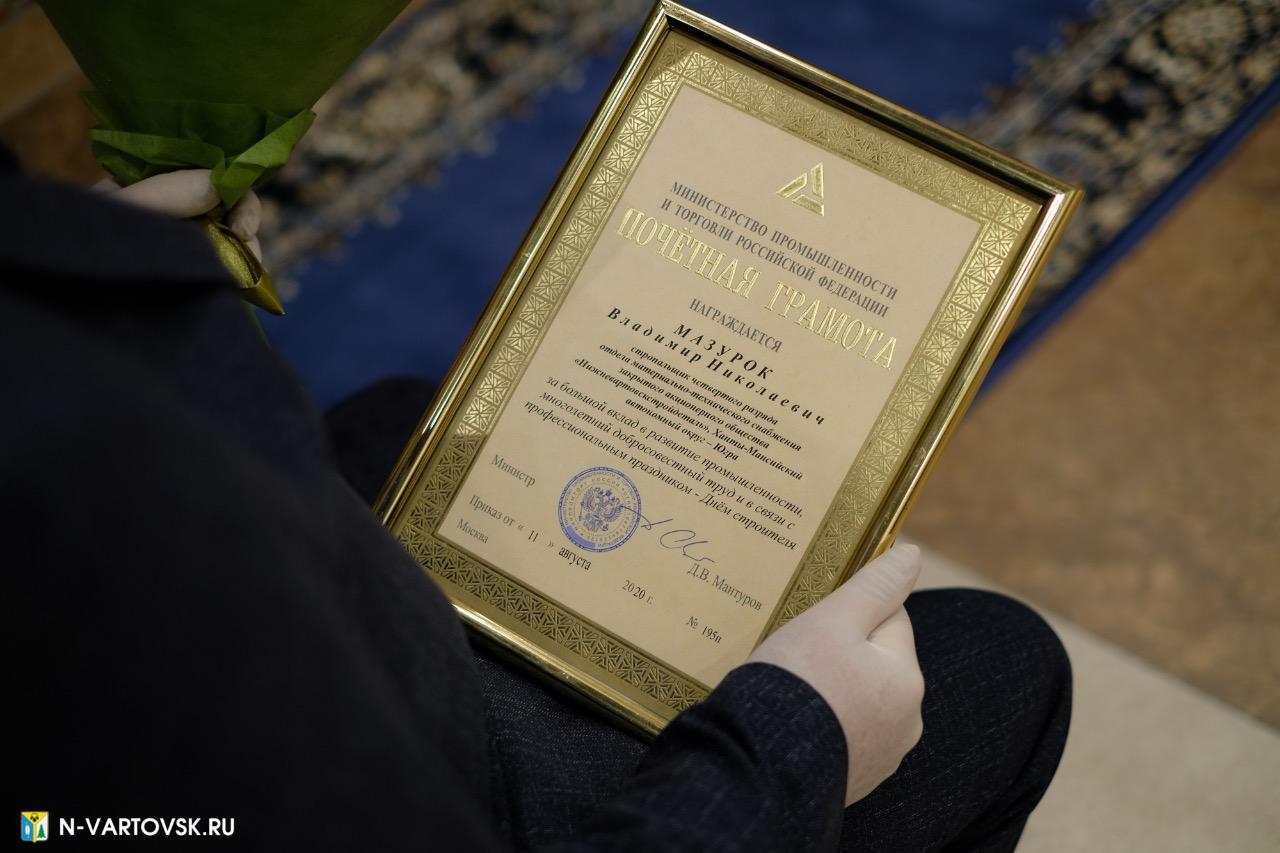 МИНИСТЕРСТВО ПРОМЫШЛЕННОСТИ
И ТОРГОВЛИ РОССИЙСКОЙ ФЕДЕРАЦИИ
ПОЧЁТНАЯ ГРАМОТА
НАГРАЖДАЕТСЯ
МАЗУРОК
Владимир Николаевич
стропальщик четвертого разряда
отдела материально-технического снабжения
закрытого акционерного общества
«Нижневартовскстройдеталь», Ханты-Мансийский
автономный округ – Югра
за большой вклад в развитие промышленности,
многолетний добросовестный труд и в связи с
профессиональным праздником - Днём строителя
Министр
Д.В. Мантуров
Приказ от « 11 » августа 2020 г. № 195п
Москва
N-VARTOVSK.RU